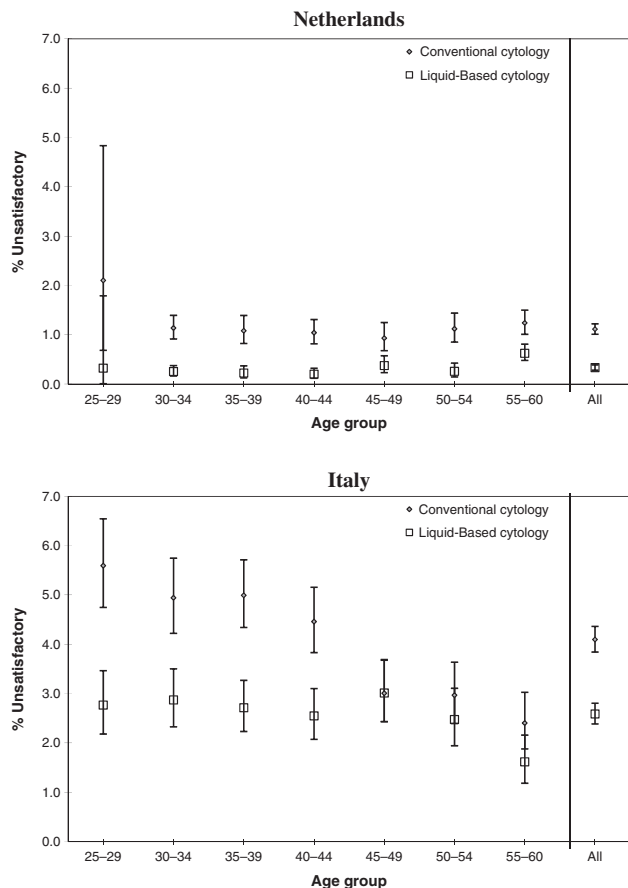 Netherlands
7.0
6.0
5.0
4.0
3.0
2.0
1.0
0.0
% Unsatisfactory
Conventional cytology
Liquid-Based cytology
25–29 30–34 35–39 40–44 45–49 50–54 55–60 All
Age group
Italy
7.0
6.0
5.0
4.0
3.0
2.0
1.0
0.0
% Unsatisfactory
Conventional cytology
Liquid-Based cytology
25–29 30–34 35–39 40–44 45–49 50–54 55–60 All
Age group